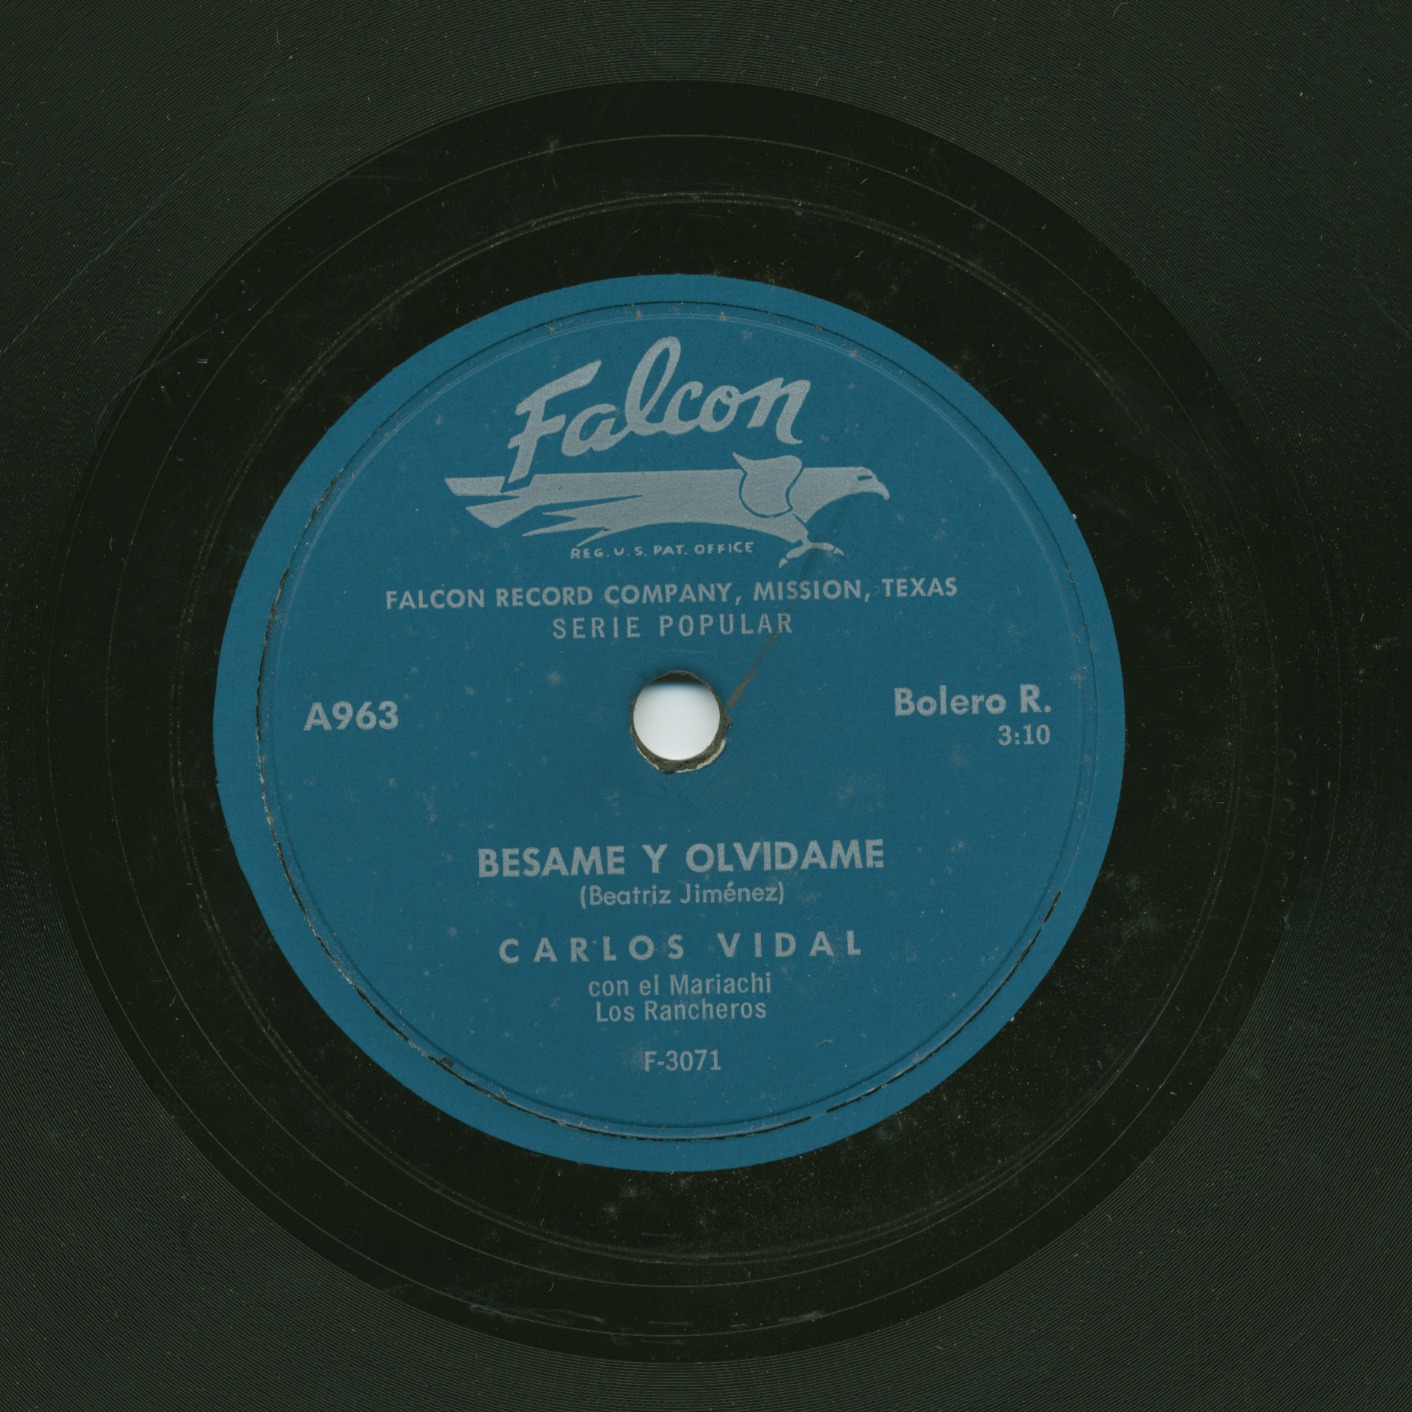 Falcon
REG. U.S. PAT. OFFICE
FALCON RECORD COMPANY, MISSION, TEXAS
SERIE POPULAR
A963
Bolero R.
3:10
BESAME Y OLVIDAME
(Beatriz Jiménez)
CARLOS VIDAL
con el Mariachi
Los Rancheros
F-3071